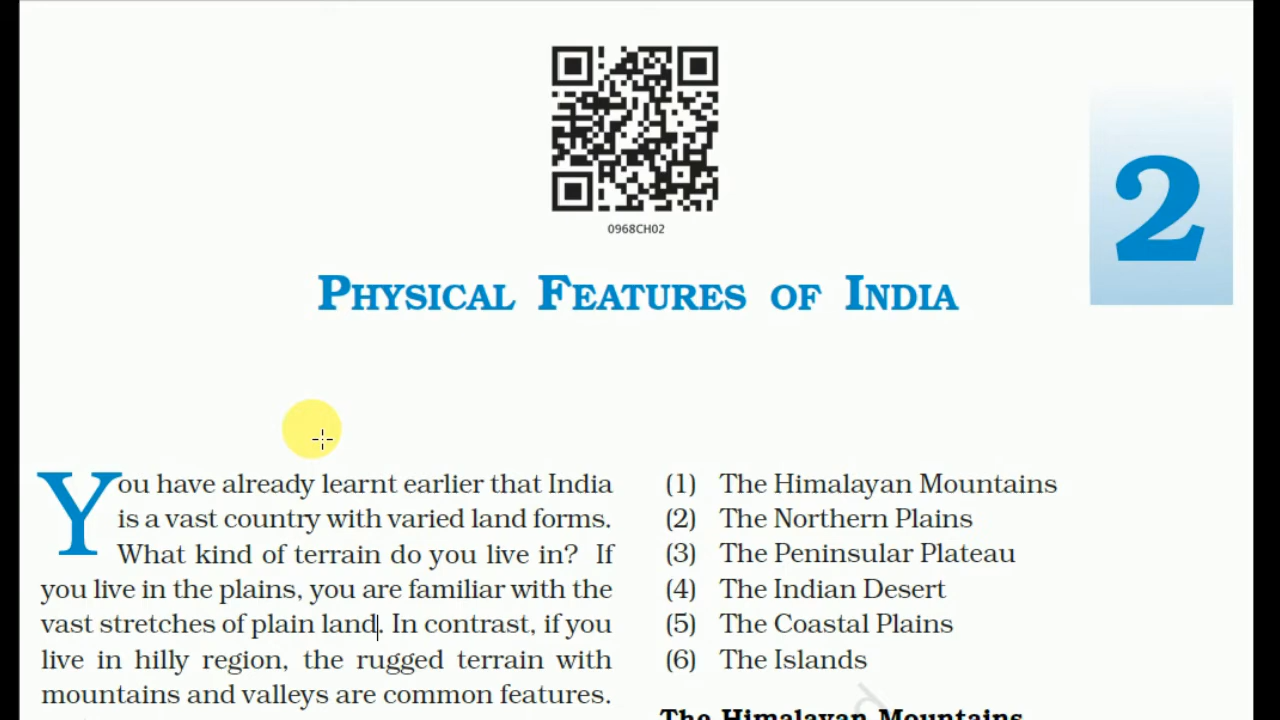 0968CH02
2
PHYSICAL FEATURES OF INDIA
You have already learnt earlier that India
is a vast country with varied land forms.
What kind of terrain do you live in? If
you live in the plains, you are familiar with the
vast stretches of plain land. In contrast, if you
live in hilly region, the rugged terrain with
mountains and valleys are common features.
(1) The Himalayan Mountains
(2) The Northern Plains
(3) The Peninsular Plateau
(4) The Indian Desert
(5) The Coastal Plains
(6) The Islands
The Himalayan Mountains